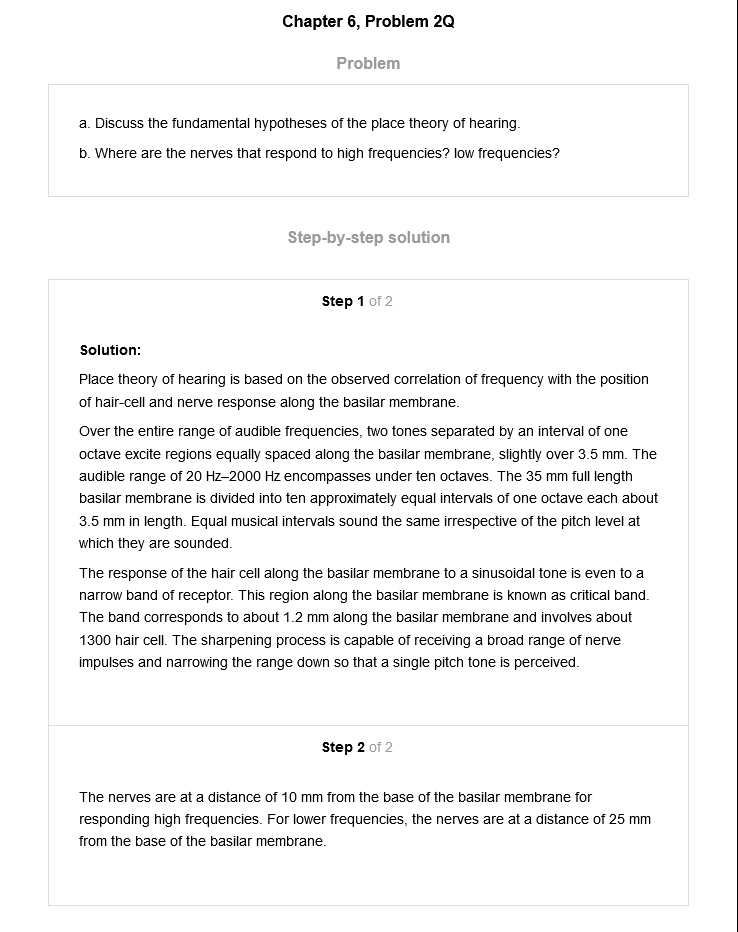 Chapter 6, Problem 2Q
Problem
a. Discuss the fundamental hypotheses of the place theory of hearing.
b. Where are the nerves that respond to high frequencies? low frequencies?
Step-by-step solution
Step 1 of 2
Solution:
Place theory of hearing is based on the observed correlation of frequency with the position
of hair-cell and nerve response along the basilar membrane.
Over the entire range of audible frequencies, two tones separated by an interval of one
octave excite regions equally spaced along the basilar membrane, slightly over 3.5 mm. The
audible range of 20 Hz–2000 Hz encompasses under ten octaves. The 35 mm full length
basilar membrane is divided into ten approximately equal intervals of one octave each about
3.5 mm in length. Equal musical intervals sound the same irrespective of the pitch level at
which they are sounded.
The response of the hair cell along the basilar membrane to a sinusoidal tone is even to a
narrow band of receptor. This region along the basilar membrane is known as critical band.
The band corresponds to about 1.2 mm along the basilar membrane and involves about
1300 hair cell. The sharpening process is capable of receiving a broad range of nerve
impulses and narrowing the range down so that a single pitch tone is perceived.
Step 2 of 2
The nerves are at a distance of 10 mm from the base of the basilar membrane for
responding high frequencies. For lower frequencies, the nerves are at a distance of 25 mm
from the base of the basilar membrane.